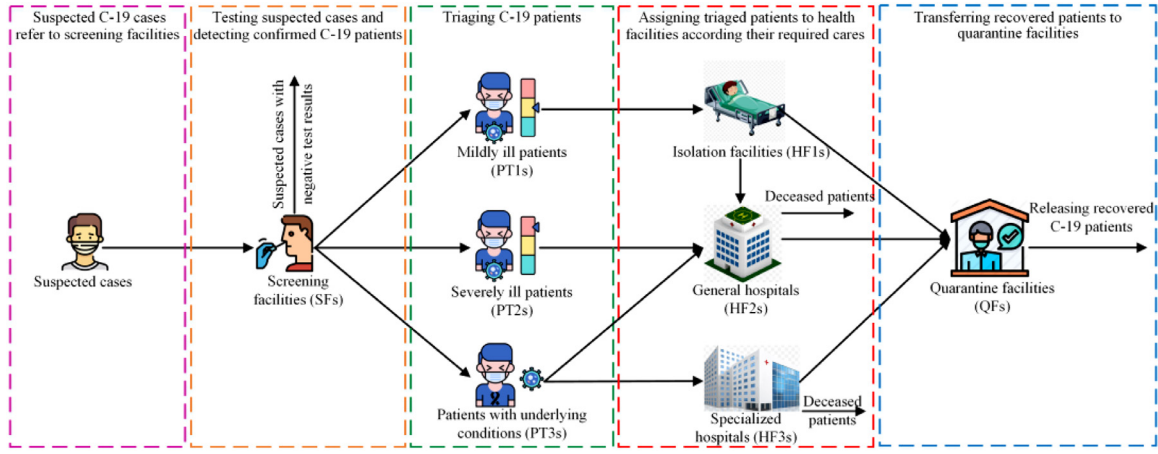 Suspected C-19 cases
refer to screening facilities
Testing suspected cases and
detecting confirmed C-19 patients
Triaging C-19 patients
Assigning triaged patients to health
facilities according their required cares
Transferring recovered patients to
quarantine facilities
Suspected cases
Suspected cases with
negative test results
Screening
facilities (SFs)
Mildly ill patients
(PT1s)
Severely ill patients
(PT2s)
Patients with underlying
conditions (PT3s)
Isolation facilities (HF1s)
Deceased patients
General hospitals
(HF2s)
Specialized
hospitals (HF3s)
Deceased
patients
Quarantine facilities
(QFs)
Releasing recovered
C-19 patients